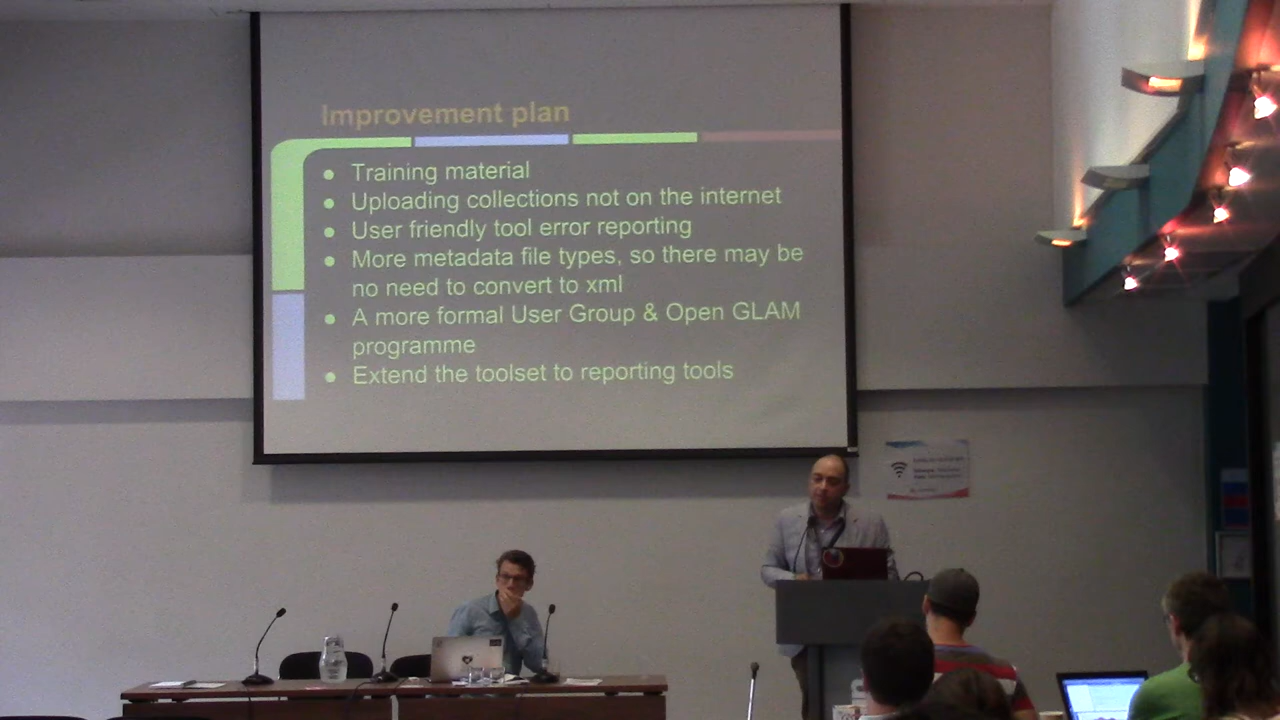 Improvement plan
● Training material
● Uploading collections not on the internet
● User friendly tool error reporting
● More metadata file types, so there may be
no need to convert to xml
● A more formal User Group & Open GLAM
programme
● Extend the toolset to reporting tools